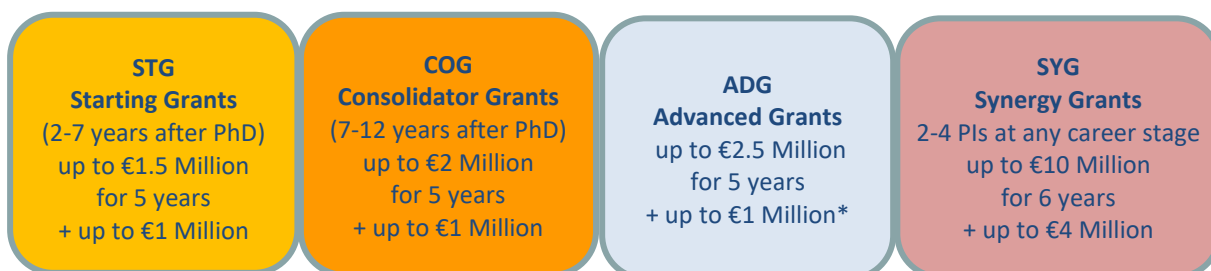 STG
Starting Grants
(2-7 years after PhD)
up to €1.5 Million
for 5 years
+ up to €1 Million
COG
Consolidator Grants
(7-12 years after PhD)
up to €2 Million
for 5 years
+ up to €1 Million
ADG
Advanced Grants
up to €2.5 Million
for 5 years
+ up to €1 Million*
SYG
Synergy Grants
2-4 PIs at any career stage
up to €10 Million
for 6 years
+ up to €4 Million